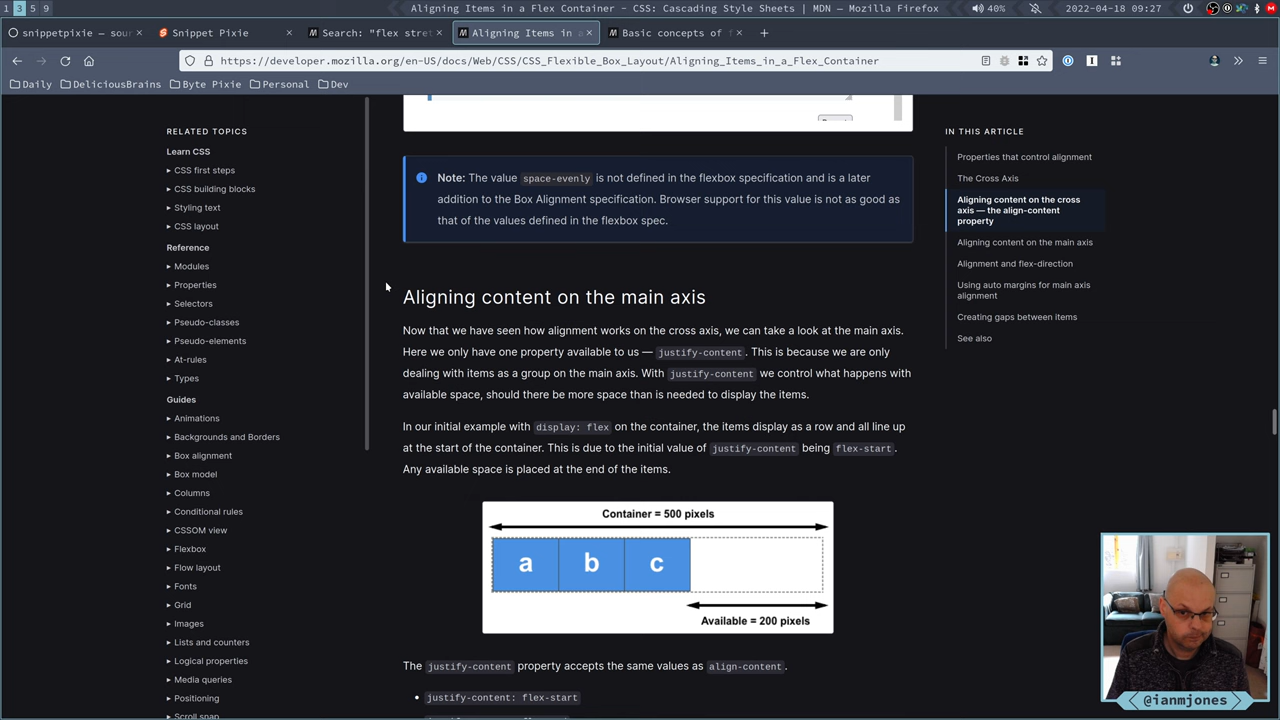 1 3 5 9
Aligning Items in a Flex Container - CSS: Cascading Style Sheets | MDN — Mozilla Firefox
40%
2022-04-18 09:27
snippetpixie — sour
Snippet Pixie
Search: "flex stret
Aligning Items in a
Basic concepts of f
https://developer.mozilla.org/en-US/docs/Web/CSS/CSS_Flexible_Box_Layout/Aligning_Items_in_a_Flex_Container
Daily
DeliciousBrains
Byte Pixie
Personal
Dev
RELATED TOPICS
Learn CSS
CSS first steps
CSS building blocks
Styling text
CSS layout
Reference
Modules
Properties
Selectors
Pseudo-classes
Pseudo-elements
At-rules
Types
Guides
Animations
Backgrounds and Borders
Box alignment
Box model
Columns
Conditional rules
CSSOM view
Flexbox
Flow layout
Fonts
Grid
Images
Lists and counters
Logical properties
Media queries
Positioning
Scroll snap
Note: The value space-evenly is not defined in the flexbox specification and is a later
addition to the Box Alignment specification. Browser support for this value is not as good as
that of the values defined in the flexbox spec.
Aligning content on the main axis
Now that we have seen how alignment works on the cross axis, we can take a look at the main axis.
Here we only have one property available to us — justify-content. This is because we are only
dealing with items as a group on the main axis. With justify-content we control what happens with
available space, should there be more space than is needed to display the items.
In our initial example with display: flex on the container, the items display as a row and all line up
at the start of the container. This is due to the initial value of justify-content being flex-start.
Any available space is placed at the end of the items.
Container = 500 pixels
a b c
Available = 200 pixels
The justify-content property accepts the same values as align-content.
justify-content: flex-start
IN THIS ARTICLE
Properties that control alignment
The Cross Axis
Aligning content on the cross
axis — the align-content
property
Aligning content on the main axis
Alignment and flex-direction
Using auto margins for main axis
alignment
Creating gaps between items
See also
@ianmjones